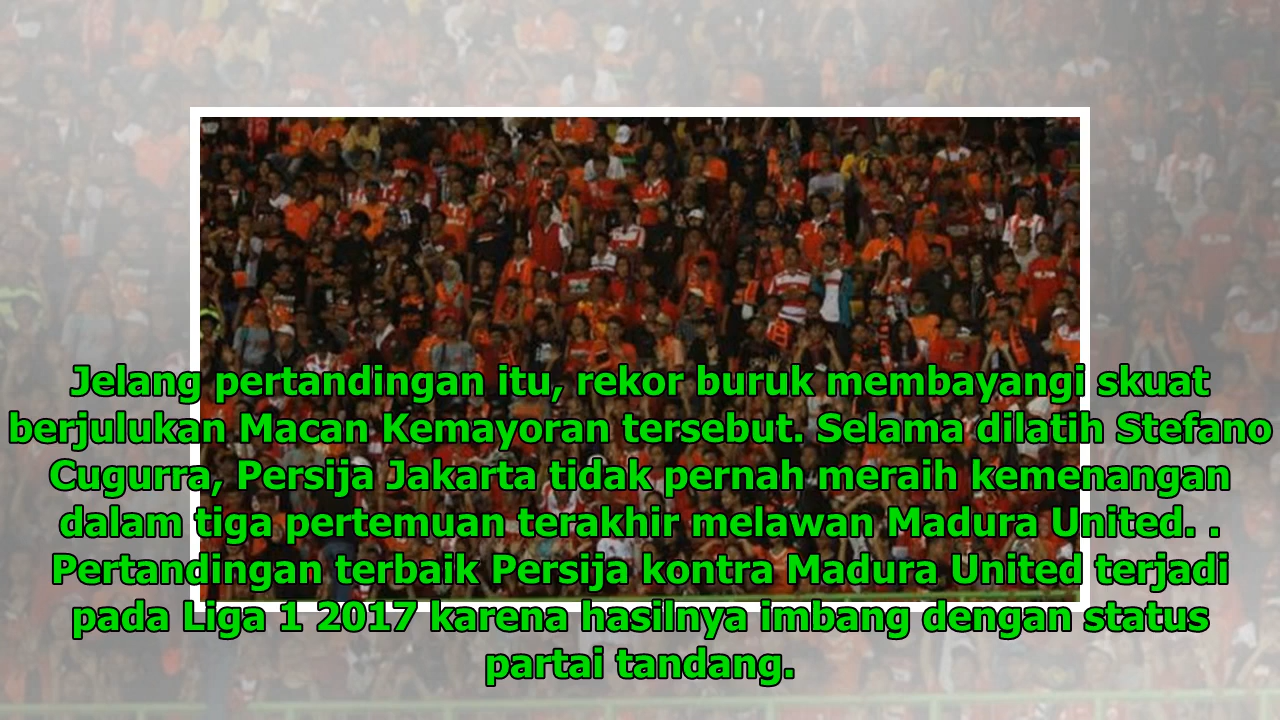 Jelang pertandingan itu, rekor buruk membayangi skuat
berjulukan Macan Kemayoran tersebut. Selama dilatih Stefano
Cugurra, Persija Jakarta tidak pernah meraih kemenangan
dalam tiga pertemuan terakhir melawan Madura United. .
Pertandingan terbaik Persija kontra Madura United terjadi
pada Liga 1 2017 karena hasilnya imbang dengan status
partai tandang.